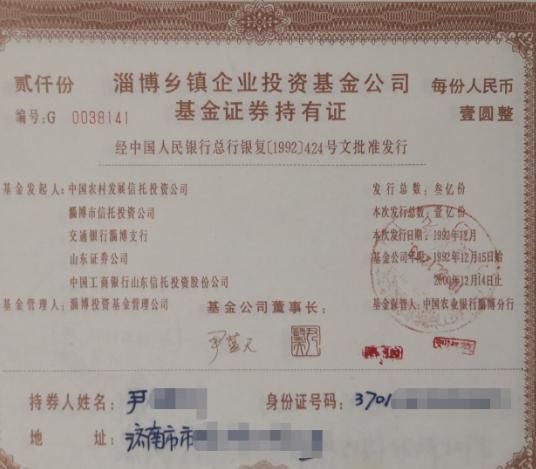 贰仟份 淄博乡镇企业投资基金公司 每份人民币
编号:G 0038141 基金证券持有证 壹圆整
经中国人民银行总行银复[1992]424号文批准发行
基金发起人:中国农村发展信托投资公司 发行总数:叁亿份
淄博市信托投资公司 本次发行总数:壹亿份
交通银行淄博支行 本次发行日期:1993年12月
山东证券公司 基金公司年限:1992年12月15日始
中国工商银行山东信托投资股份公司 2000年12月14日止
基金管理人:淄博投资基金管理公司 基金公司董事长: 基金保管人:中国农业银行淄博分行
持券人姓名:尹 身份证号码:3701
地 址:济南市市